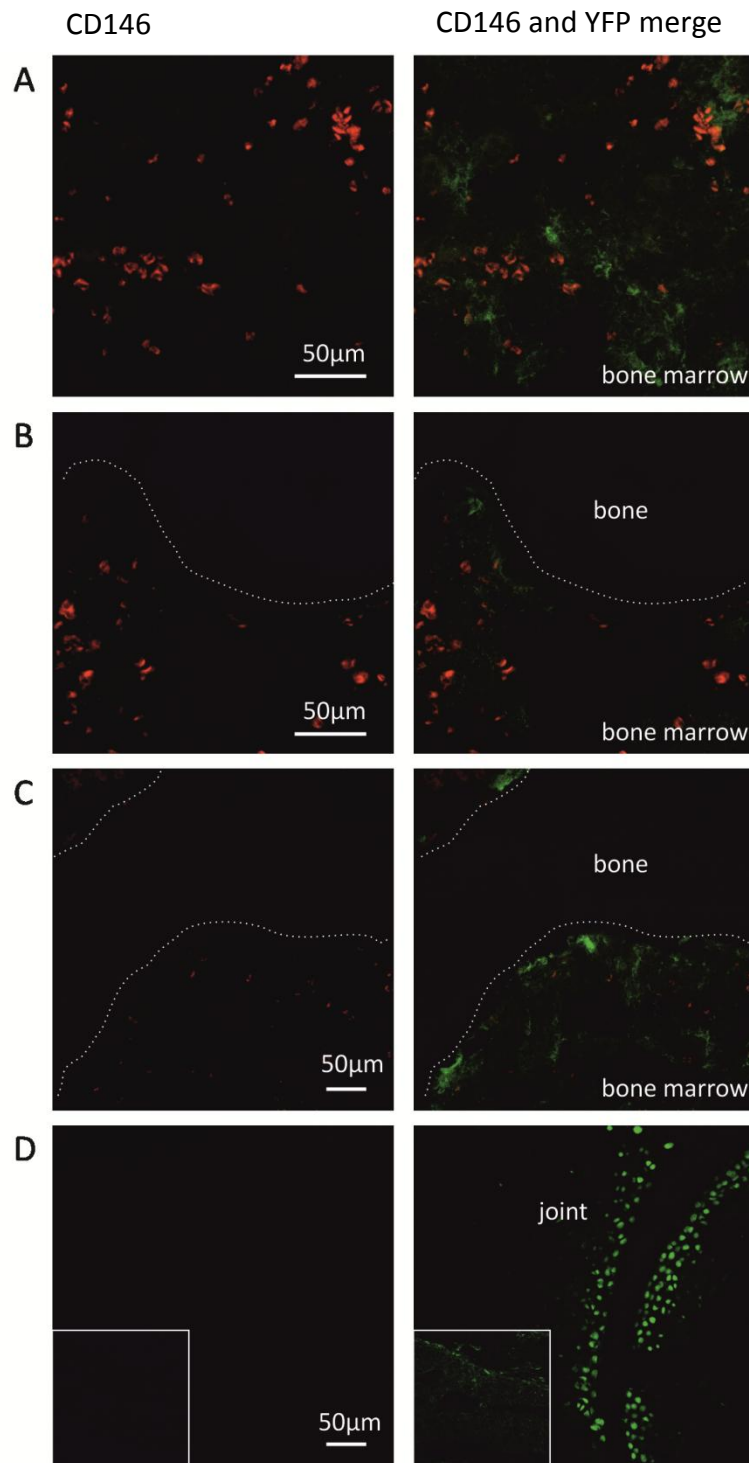 CD146
CD146 and YFP merge
A
50µm
bone marrow
B
bone
50µm
bone marrow
C
bone
50µm
bone marrow
D
joint
50µm